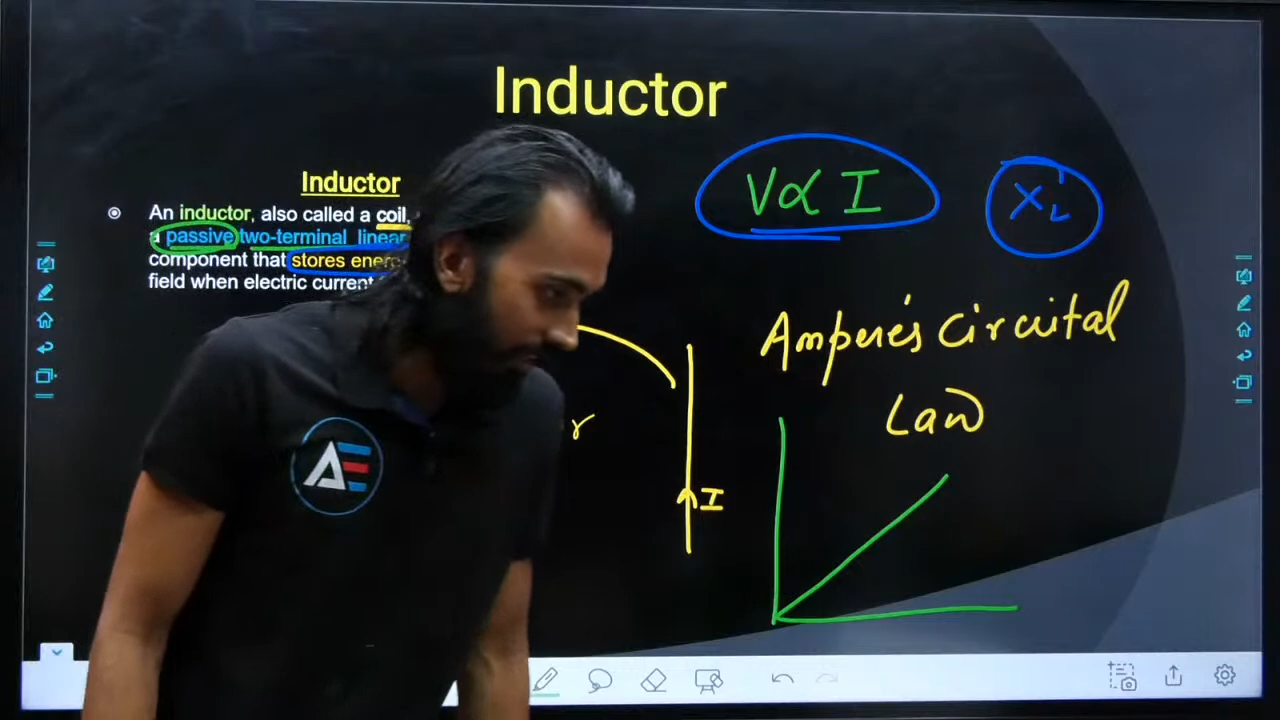 Inductor
Inductor
An inductor, also called a coil,
a passive two-terminal linear
component that stores
field when electric current
V∝I
XL
Ampere's Circuital
Law
r
I
AE